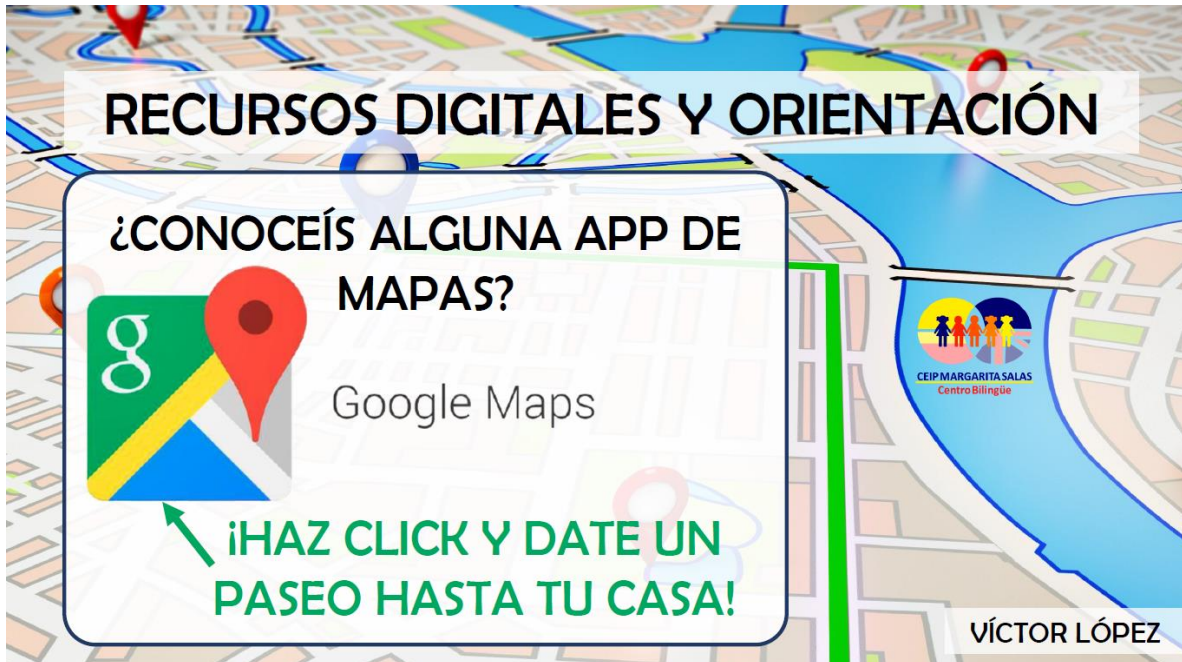 RECURSOS DIGITALES Y ORIENTACIÓN
¿CONOCEÍS ALGUNA APP DE
MAPAS?
g
Google Maps
¡HAZ CLICK Y DATE UN
PASEO HASTA TU CASA!
CEIP MARGARITA SALAS
Centro Bilingüe
VÍCTOR LÓPEZ